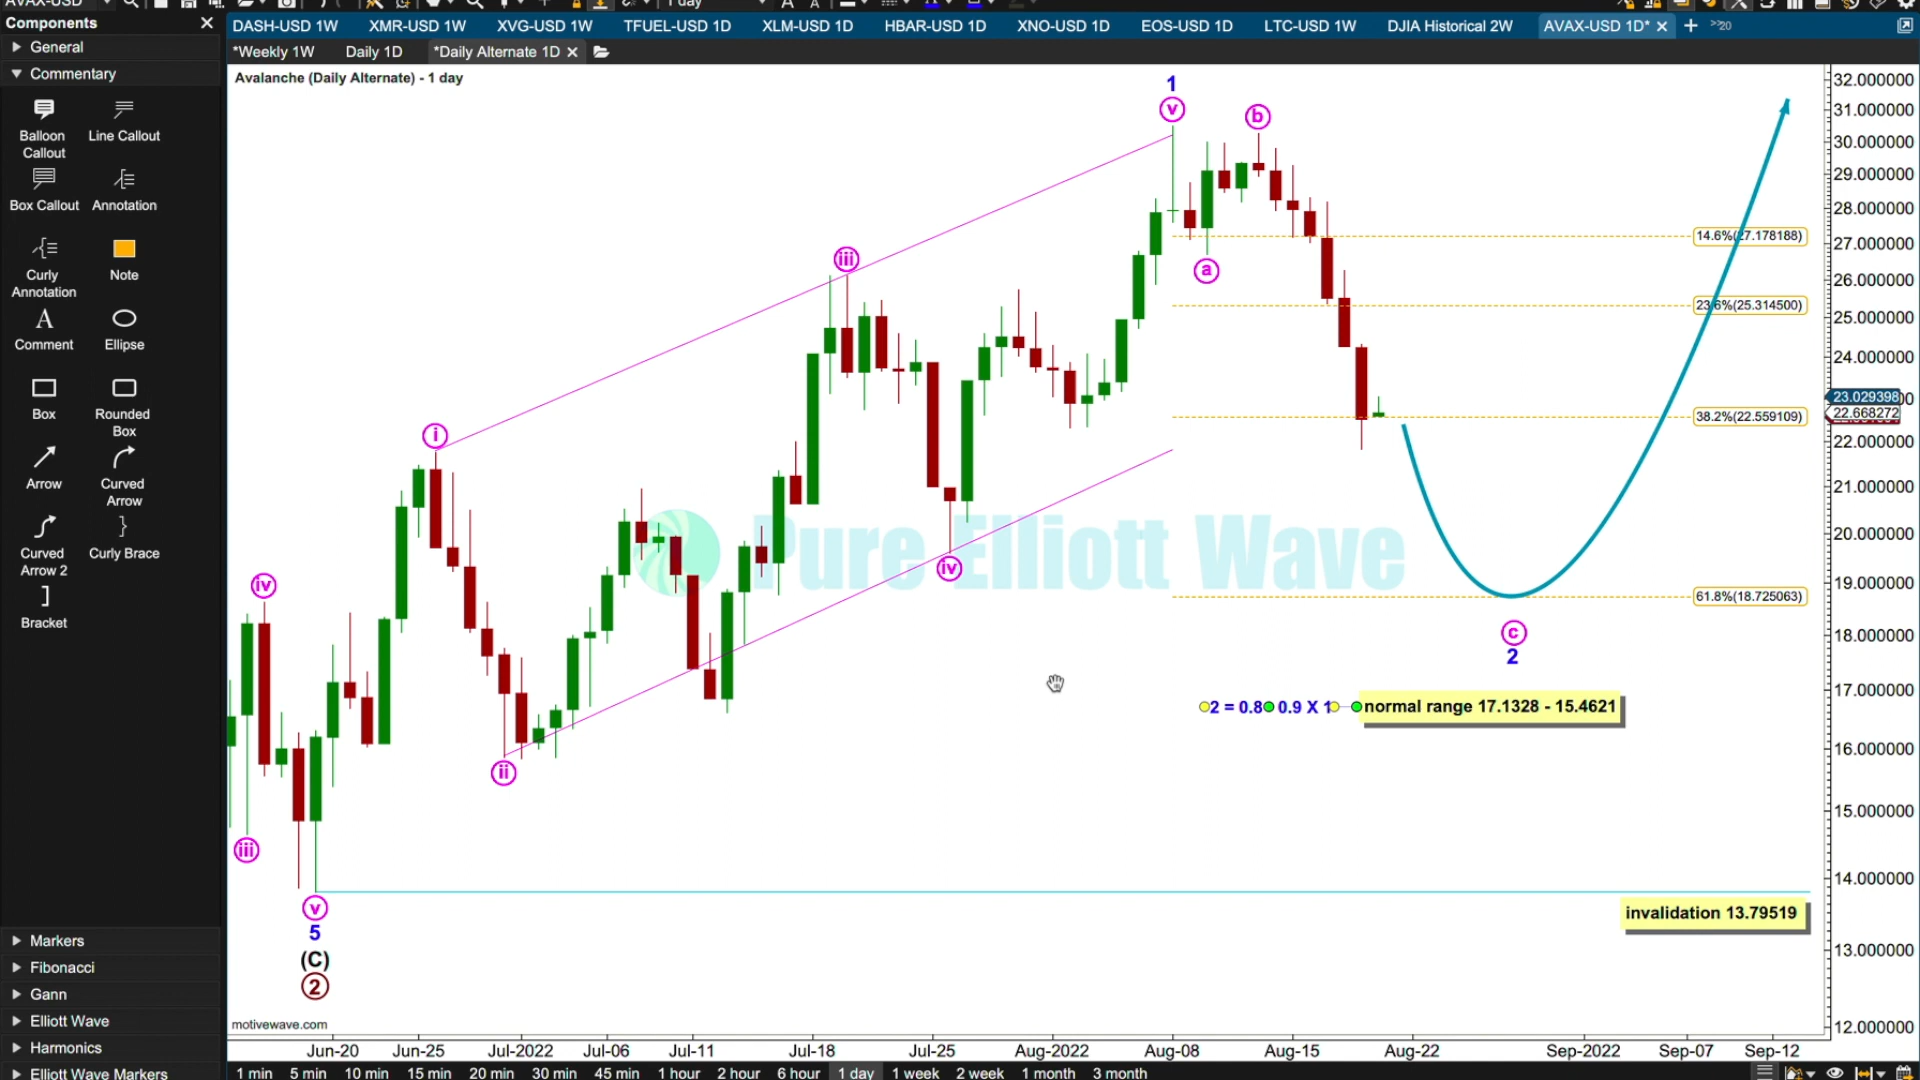 AVAX-USD
1 day
Components
DASH-USD 1W
XMR-USD 1W
XVG-USD 1W
TFUEL-USD 1D
XLM-USD 1D
HBAR-USD 1D
XNO-USD 1D
EOS-USD 1D
LTC-USD 1W
DJIA Historical 2W
AVAX-USD 1D*
+
>>20
General
*Weekly 1W
Daily 1D
*Daily Alternate 1D
Commentary
Avalanche (Daily Alternate) - 1 day
Balloon Callout
Line Callout
Box Callout
Annotation
Curly Annotation
Note
Comment
Ellipse
Box
Rounded Box
Arrow
Curved Arrow
Curved Arrow 2
Curly Brace
Bracket
Markers
Fibonacci
Gann
Elliott Wave
Harmonics
Elliott Wave Markers
1
v
b
iii
a
i
iv
iv
ii
iii
v
5
(C)
2
c
2
14.6%(27.178188)
23.6%(25.314500)
38.2%(22.559109)
61.8%(18.725063)
Pure Elliott Wave
2 = 0.8 0.9 X 1
normal range 17.1328 - 15.4621
invalidation 13.79519
32.000000
31.000000
30.000000
29.000000
28.000000
27.000000
26.000000
25.000000
24.000000
23.029398
22.668272
22.000000
21.000000
20.000000
19.000000
18.000000
17.000000
16.000000
15.000000
14.000000
13.000000
12.000000
motivewave.com
Jun-20
Jun-25
Jul-2022
Jul-06
Jul-11
Jul-18
Jul-25
Aug-2022
Aug-08
Aug-15
Aug-22
Sep-2022
Sep-07
Sep-12
1 min
5 min
10 min
15 min
20 min
30 min
45 min
1 hour
2 hour
6 hour
1 day
1 week
2 week
1 month
3 month